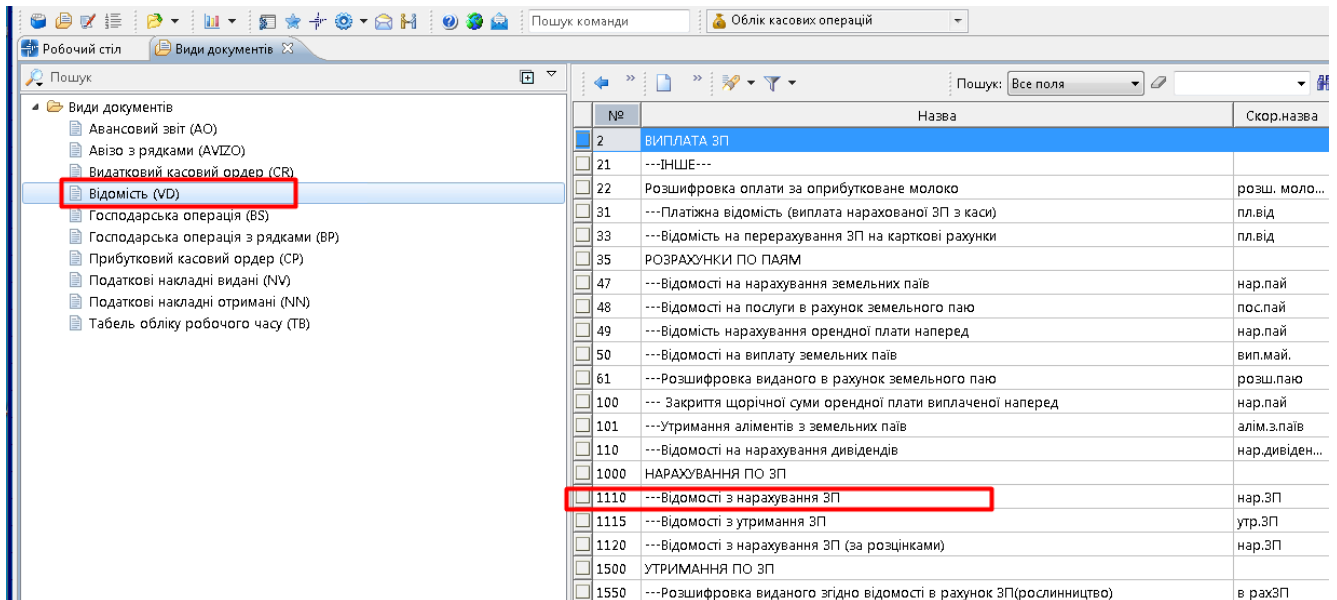 Пошук команди Облік касових операцій
Робочий стіл Види документів
Пошук
Види документів
Авансовий звіт (AO)
Авізо з рядками (AVIZO)
Видатковий касовий ордер (CR)
Відомість (VD)
Господарська операція (BS)
Господарська операція з рядками (BP)
Прибутковий касовий ордер (CP)
Податкові накладні видані (NV)
Податкові накладні отримані (NN)
Табель обліку робочого часу (TB)
Пошук: Все поля
№ Назва Скор.назва
2 ВИПЛАТА ЗП
21 ---ІНШЕ---
22 Розшифровка оплати за оприбутковане молоко розш. моло...
31 ---Платіжна відомість (виплата нарахованої ЗП з каси) пл.від
33 ---Відомість на перерахування ЗП на карткові рахунки пл.від
35 РОЗРАХУНКИ ПО ПАЯМ
47 ---Відомості на нарахування земельних паїв нар.пай
48 ---Відомості на послуги в рахунок земельного паю пос.пай
49 ---Відомість нарахування орендної плати наперед нар.пай
50 ---Відомості на виплату земельних паїв вип.май.
61 ---Розшифровка виданого в рахунок земельного паю розш.паю
100 --- Закриття щорічної суми орендної плати виплаченої наперед нар.пай
101 ---Утримання аліментів з земельних паїв алім.з.паїв
110 ---Відомості на нарахування дивідендів нар.дивіден...
1000 НАРАХУВАННЯ ПО ЗП
1110 ---Відомості з нарахування ЗП нар.ЗП
1115 ---Відомості з утримання ЗП утр.ЗП
1120 ---Відомості з нарахування ЗП (за розцінками) нар.ЗП
1500 УТРИМАННЯ ПО ЗП
1550 ---Розшифровка виданого згідно відомості в рахунок ЗП(рослинництво) в рахЗП